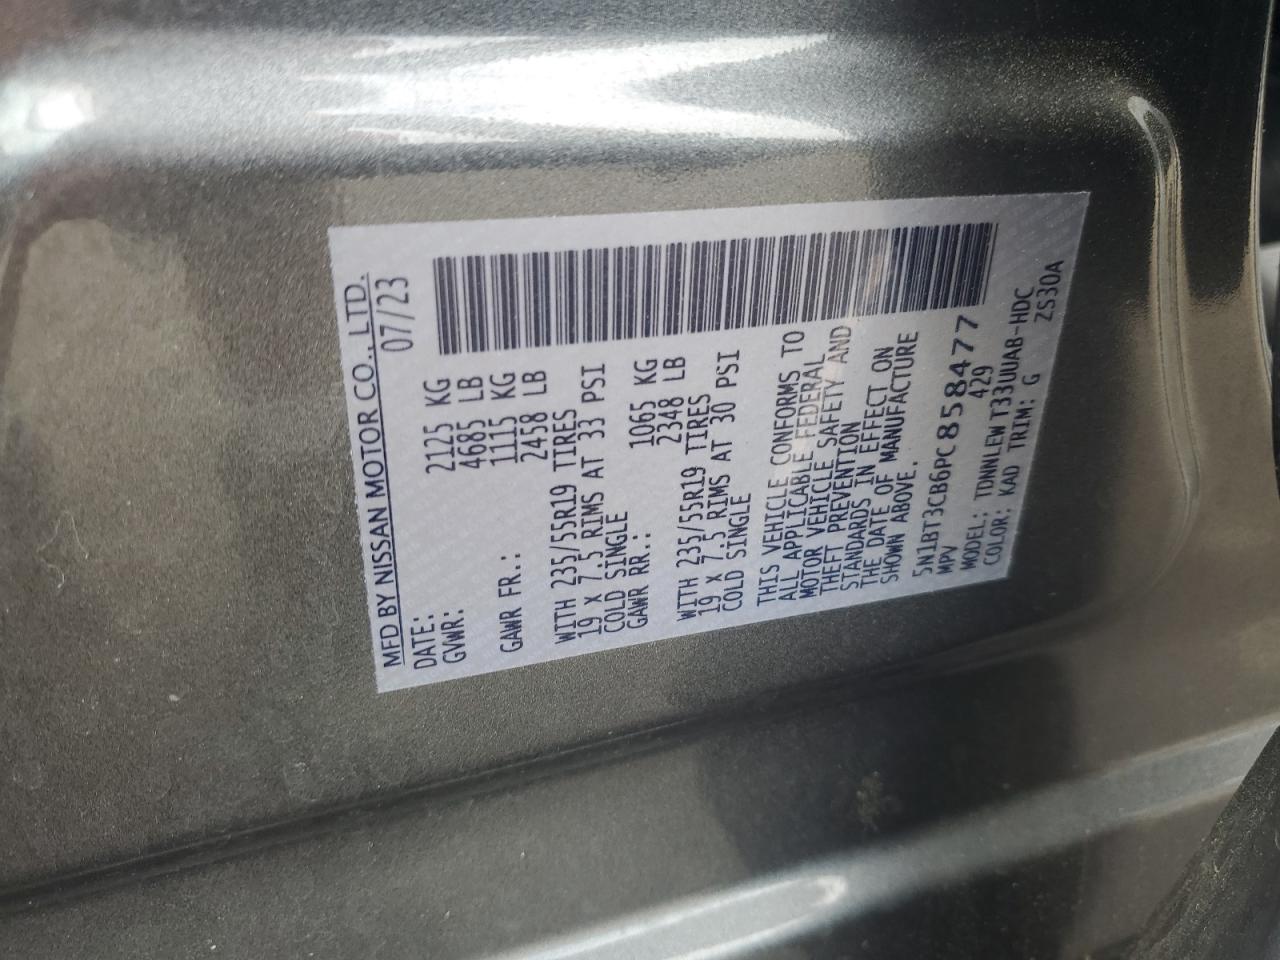 MFD BY NISSAN MOTOR CO., LTD.
DATE: 07/23
GVWR: 2125 KG
4685 LB
GAWR FR.: 1115 KG
2458 LB
WITH 235/55R19 TIRES
19 X 7.5 RIMS AT 33 PSI
COLD SINGLE
GAWR RR.: 1065 KG
2348 LB
WITH 235/55R19 TIRES
19 X 7.5 RIMS AT 30 PSI
COLD SINGLE
THIS VEHICLE CONFORMS TO
ALL APPLICABLE FEDERAL
MOTOR VEHICLE SAFETY AND
THEFT PREVENTION
STANDARDS IN EFFECT ON
THE DATE OF MANUFACTURE
SHOWN ABOVE.
5N1BT3CB6PC858477
MPV 429
MODEL: TDNNLEW T33UUAB-HDC
COLOR: KAD TRIM: G ZS30A